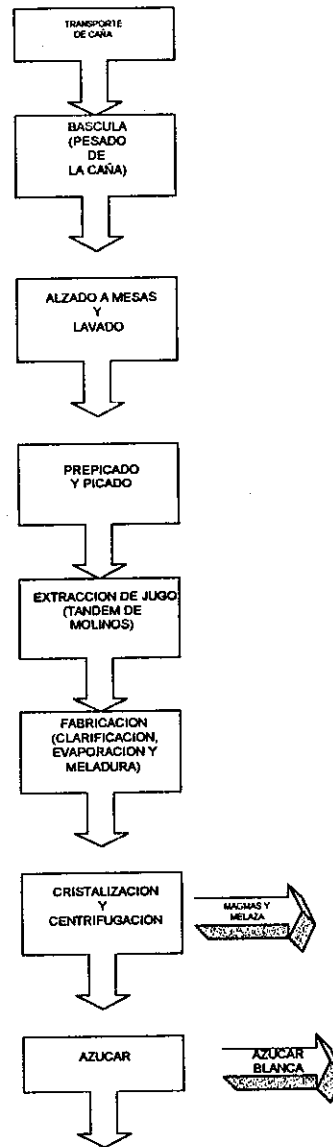 TRANSPORTE
DE CAÑA
BASCULA
(PESADO
DE
LA CAÑA)
ALZADO A MESAS
Y
LAVADO
PREPICADO
Y PICADO
EXTRACCION DE JUGO
(TANDEM DE
MOLINOS)
FABRICACION
(CLARIFICACION,
EVAPORACION Y
MELADURA)
CRISTALIZACION
Y
CENTRIFUGACION
MAGMAS Y
MELAZA
AZUCAR
AZUCAR
BLANCA